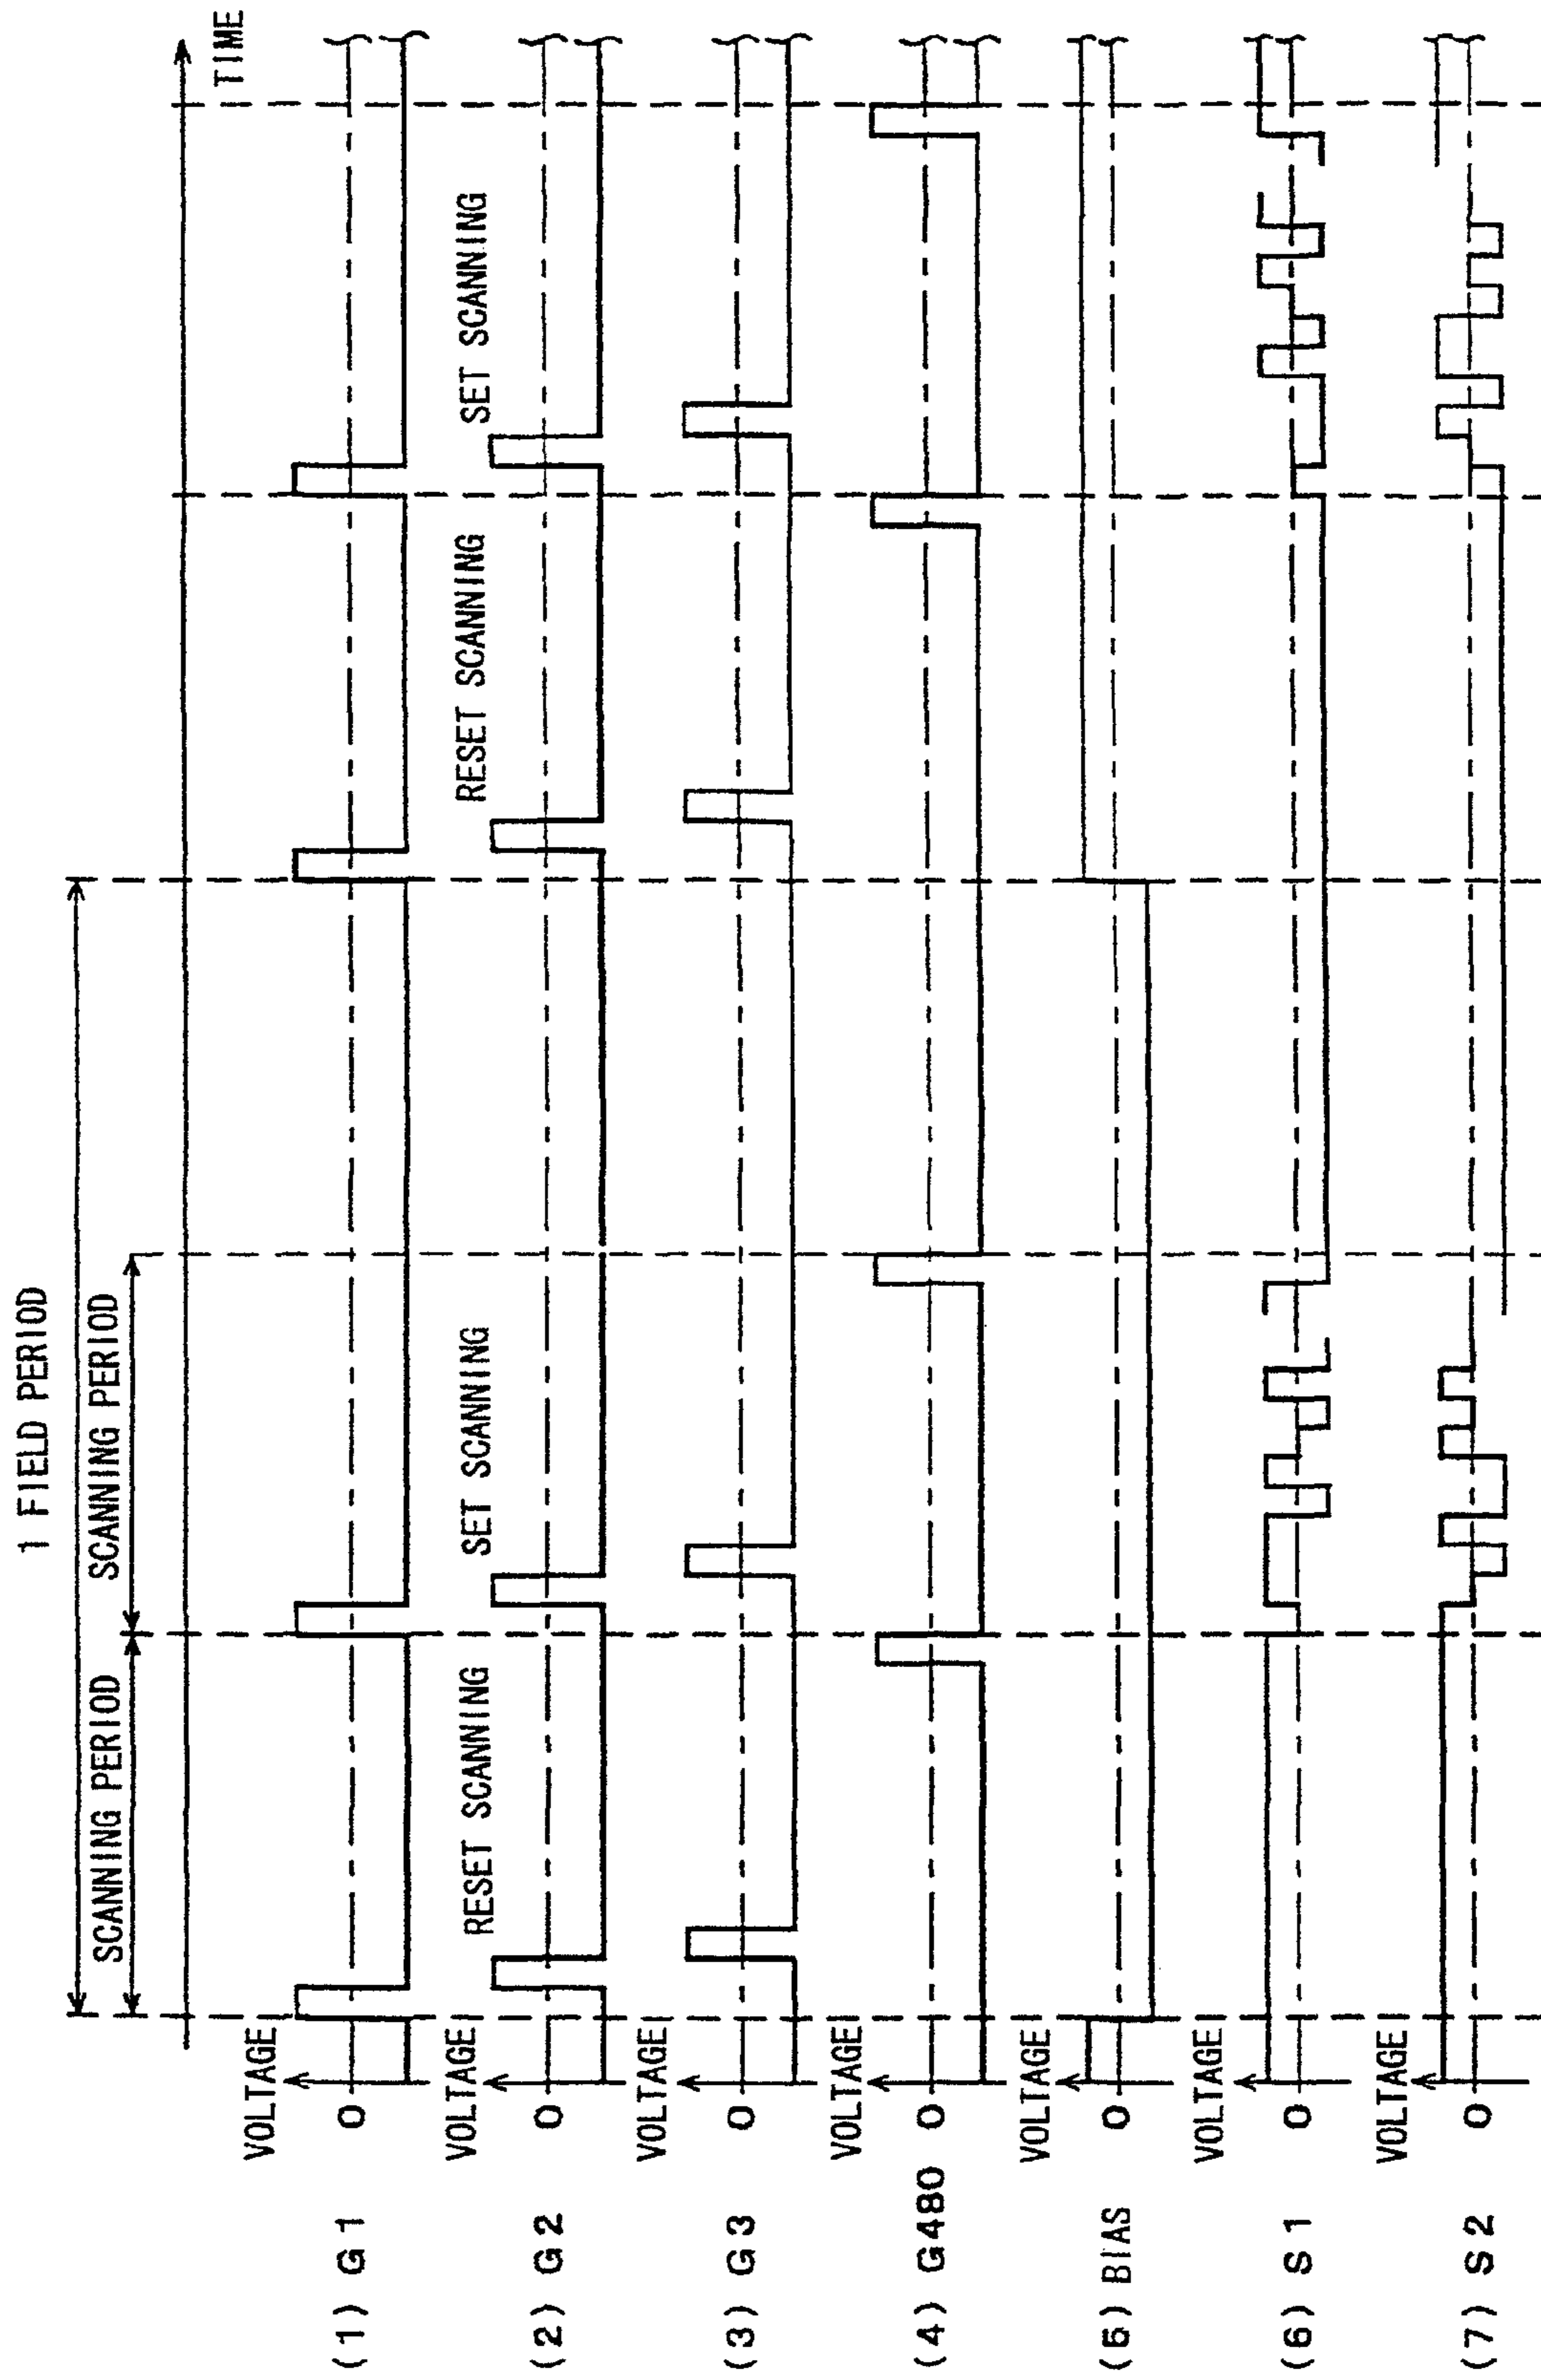 1 FIELD PERIOD
SCANNING PERIOD
SCANNING PERIOD
TIME
(1) G1
VOLTAGE
0
(2) G2
VOLTAGE
0
RESET SCANNING
SET SCANNING
RESET SCANNING
SET SCANNING
(3) G3
VOLTAGE
0
(4) G480
VOLTAGE
0
(5) BIAS
VOLTAGE
0
(6) S1
VOLTAGE
0
(7) S2
VOLTAGE
0